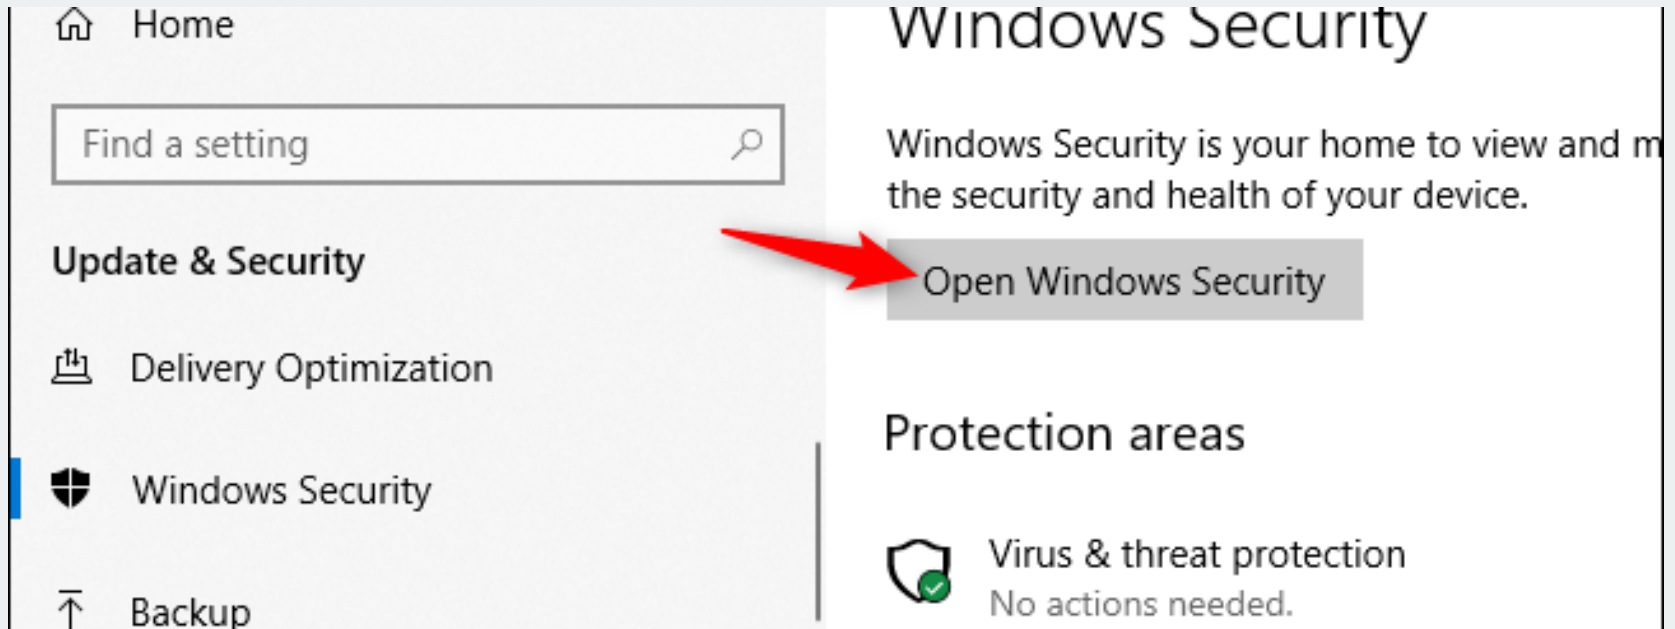 Home
Find a setting
Update & Security
Delivery Optimization
Windows Security
Backup
Windows Security
Windows Security is your home to view and m
the security and health of your device.
Open Windows Security
Protection areas
Virus & threat protection
No actions needed.